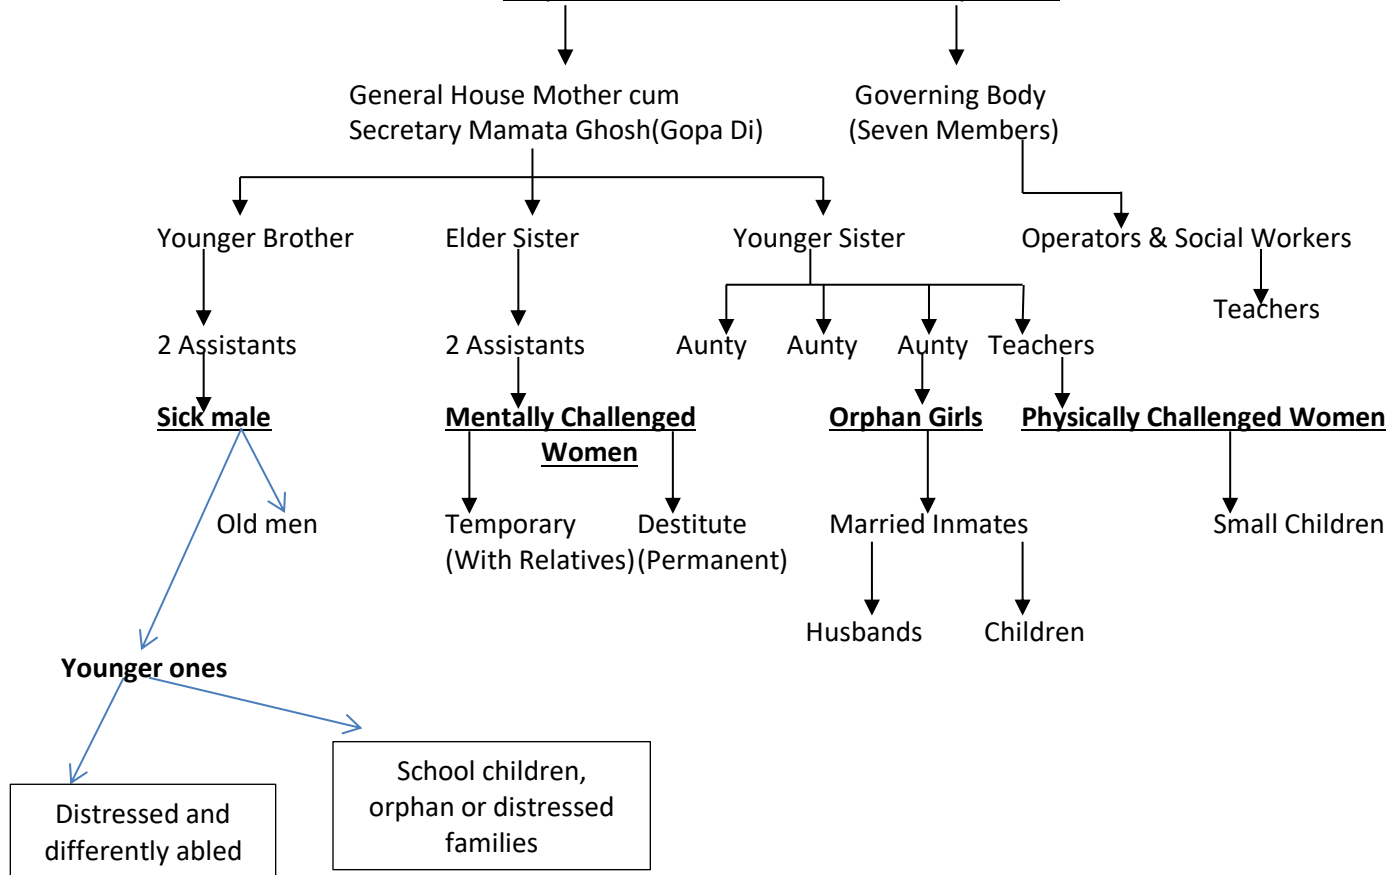 General House Mother cum
Secretary Mamata Ghosh(Gopa Di)
Governing Body
(Seven Members)
Younger Brother
Elder Sister
Younger Sister
Operators & Social Workers
Teachers
2 Assistants
2 Assistants
Aunty
Aunty
Aunty
Teachers
Sick male
Mentally Challenged
Women
Orphan Girls
Physically Challenged Women
Old men
Temporary
(With Relatives)
Destitute
(Permanent)
Married Inmates
Small Children
Husbands
Children
Younger ones
School children,
orphan or distressed
families
Distressed and
differently abled